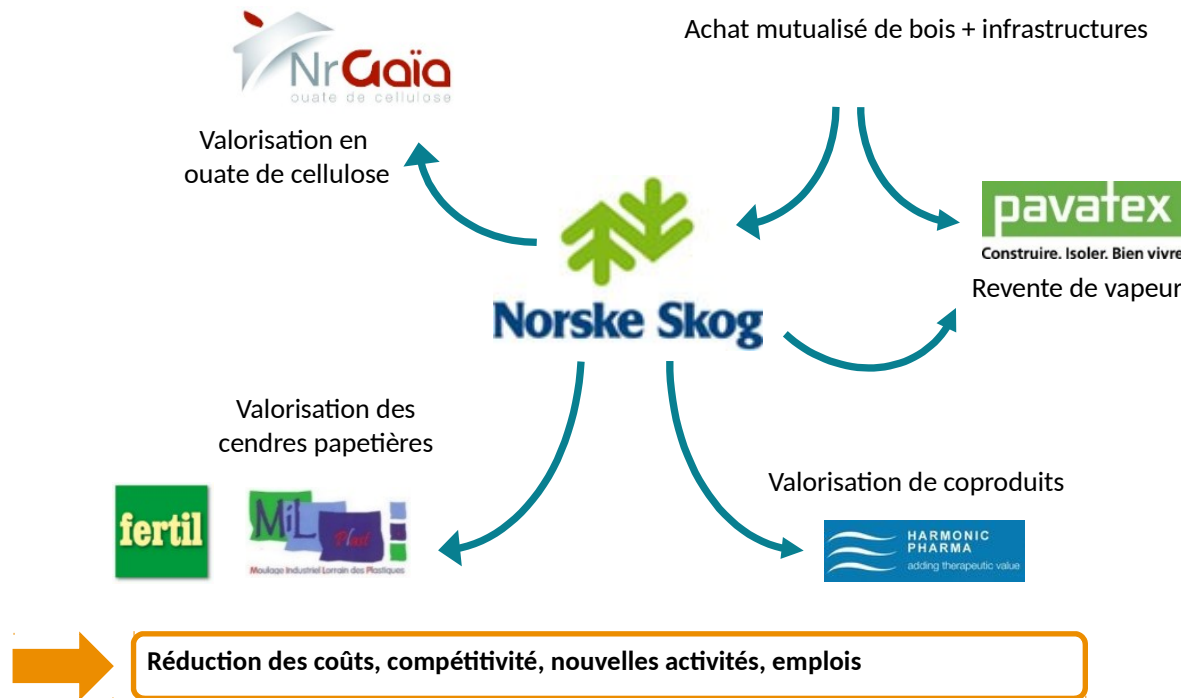 Achat mutualisé de bois + infrastructures
NrGaïa
ouate de cellulose
Valorisation en
ouate de cellulose
pavatex
Construire. Isoler. Bien vivre
Revente de vapeur
Norske Skog
Valorisation des
cendres papetières
fertil
MiL Plast
Moulage Industriel Lorrain des Plastiques
Valorisation de coproduits
HARMONIC
PHARMA
adding therapeutic value
Réduction des coûts, compétitivité, nouvelles activités, emplois